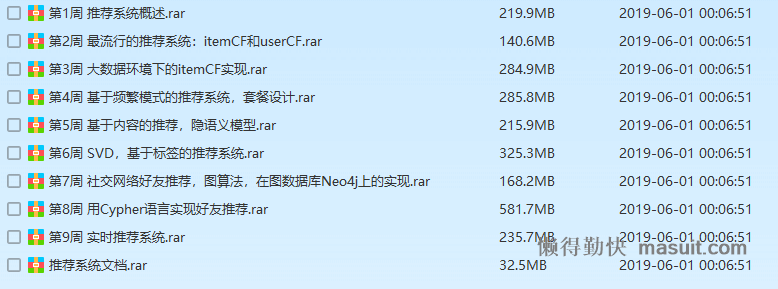 第1周 推荐系统概述.rar 219.9MB 2019-06-01 00:06:51
第2周 最流行的推荐系统：itemCF和userCF.rar 140.6MB 2019-06-01 00:06:51
第3周 大数据环境下的itemCF实现.rar 284.9MB 2019-06-01 00:06:51
第4周 基于频繁模式的推荐系统，套餐设计.rar 285.8MB 2019-06-01 00:06:51
第5周 基于内容的推荐，隐语义模型.rar 215.9MB 2019-06-01 00:06:51
第6周 SVD，基于标签的推荐系统.rar 325.3MB 2019-06-01 00:06:51
第7周 社交网络好友推荐，图算法，在图数据库Neo4j上的实现.rar 168.2MB 2019-06-01 00:06:51
第8周 用Cypher语言实现好友推荐.rar 581.7MB 2019-06-01 00:06:51
第9周 实时推荐系统.rar 235.7MB 2019-06-01 00:06:51
懒得勤快 masuit.com
推荐系统文档.rar 32.5MB 2019-06-01 00:06:51